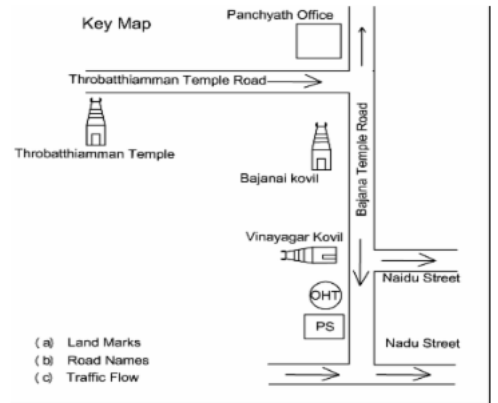 Key Map
Panchyath Office
Throbatthiamman Temple Road
Throbatthiamman Temple
Bajanai kovil
Bajana Temple Road
Vinayagar Kovil
Naidu Street
OHT
PS
Nadu Street
(a) Land Marks
(b) Road Names
(c) Traffic Flow